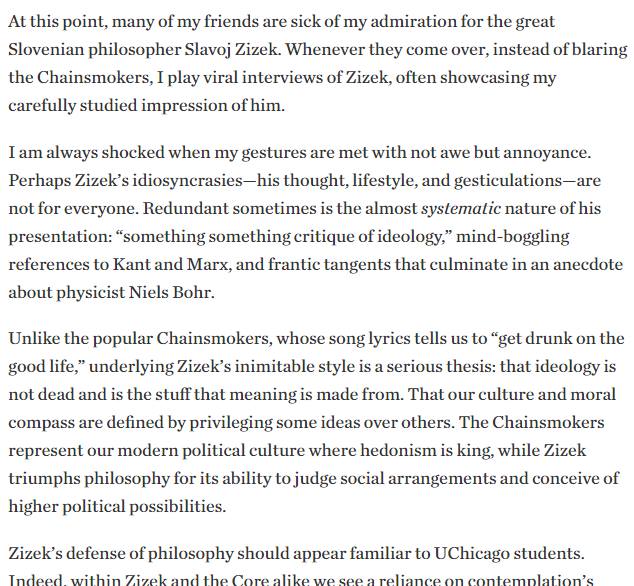 At this point, many of my friends are sick of my admiration for the great
Slovenian philosopher Slavoj Zizek. Whenever they come over, instead of blaring
the Chainsmokers, I play viral interviews of Zizek, often showcasing my
carefully studied impression of him.
I am always shocked when my gestures are met with not awe but annoyance.
Perhaps Zizek’s idiosyncrasies—his thought, lifestyle, and gesticulations—are
not for everyone. Redundant sometimes is the almost systematic nature of his
presentation: “something something critique of ideology,” mind-boggling
references to Kant and Marx, and frantic tangents that culminate in an anecdote
about physicist Niels Bohr.
Unlike the popular Chainsmokers, whose song lyrics tells us to “get drunk on the
good life,” underlying Zizek’s inimitable style is a serious thesis: that ideology is
not dead and is the stuff that meaning is made from. That our culture and moral
compass are defined by privileging some ideas over others. The Chainsmokers
represent our modern political culture where hedonism is king, while Zizek
triumphs philosophy for its ability to judge social arrangements and conceive of
higher political possibilities.
Zizek’s defense of philosophy should appear familiar to UChicago students.
Indeed, within Zizek and the Core alike we see a reliance on contemplation’s